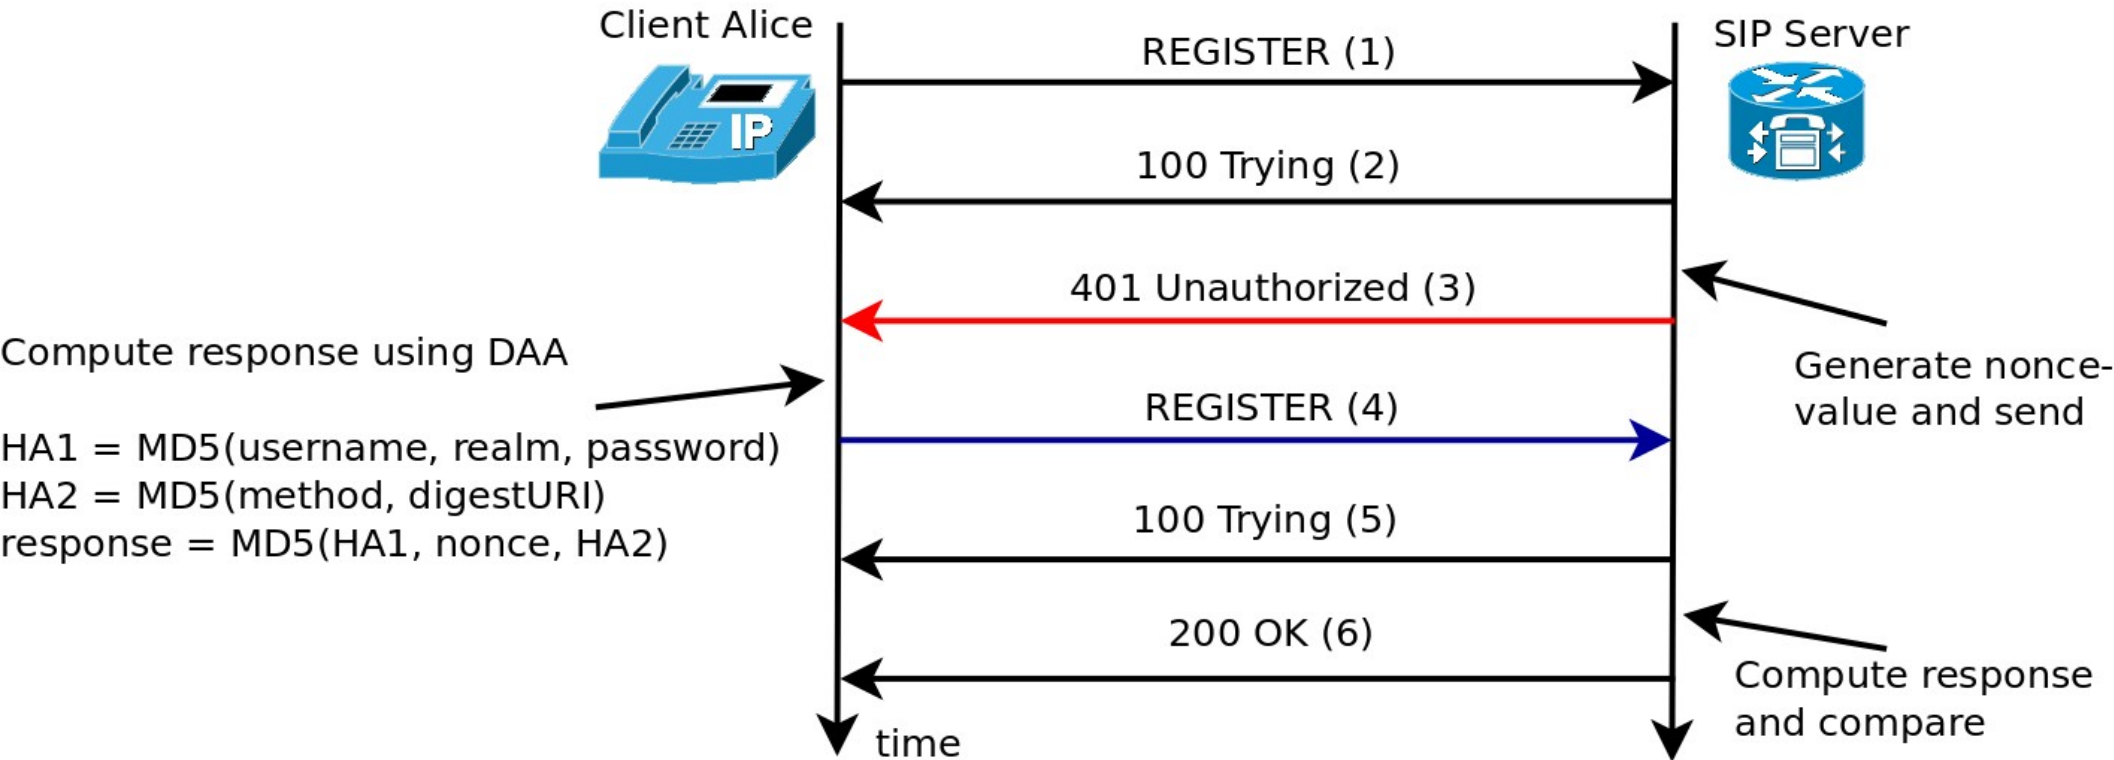 Client Alice
SIP Server
REGISTER (1)
IP
100 Trying (2)
401 Unauthorized (3)
Generate nonce-
value and send
Compute response using DAA
HA1 = MD5(username, realm, password)
HA2 = MD5(method, digestURI)
response = MD5(HA1, nonce, HA2)
REGISTER (4)
100 Trying (5)
200 OK (6)
Compute response
and compare
time